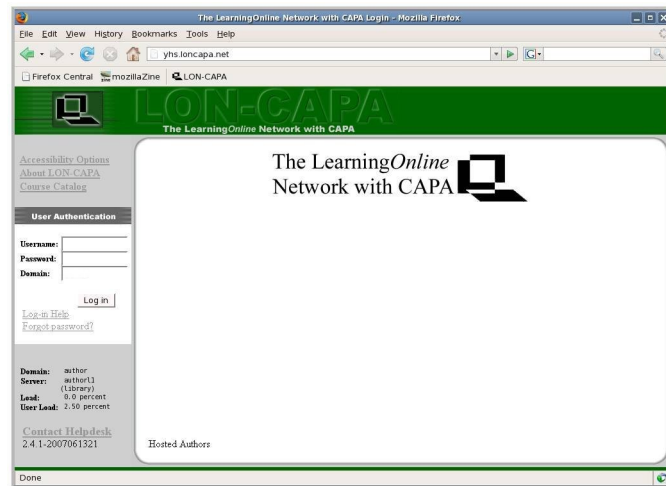 The LearningOnline Network with CAPA Login - Mozilla Firefox
File Edit View History Bookmarks Tools Help
yhs.loncapa.net
G
Firefox Central mozillaZine LON-CAPA
LON-CAPA
The LearningOnline Network with CAPA
Accessibility Options
About LON-CAPA
Course Catalog
User Authentication
Username:
Password:
Domain:
Log in
Log-in Help
Forgot password?
The LearningOnline
Network with CAPA
Domain: author
Server: authorl1
(library)
Load: 0.0 percent
User Load: 2.50 percent
Contact Helpdesk
2.4.1-2007061321
Hosted Authors
Done